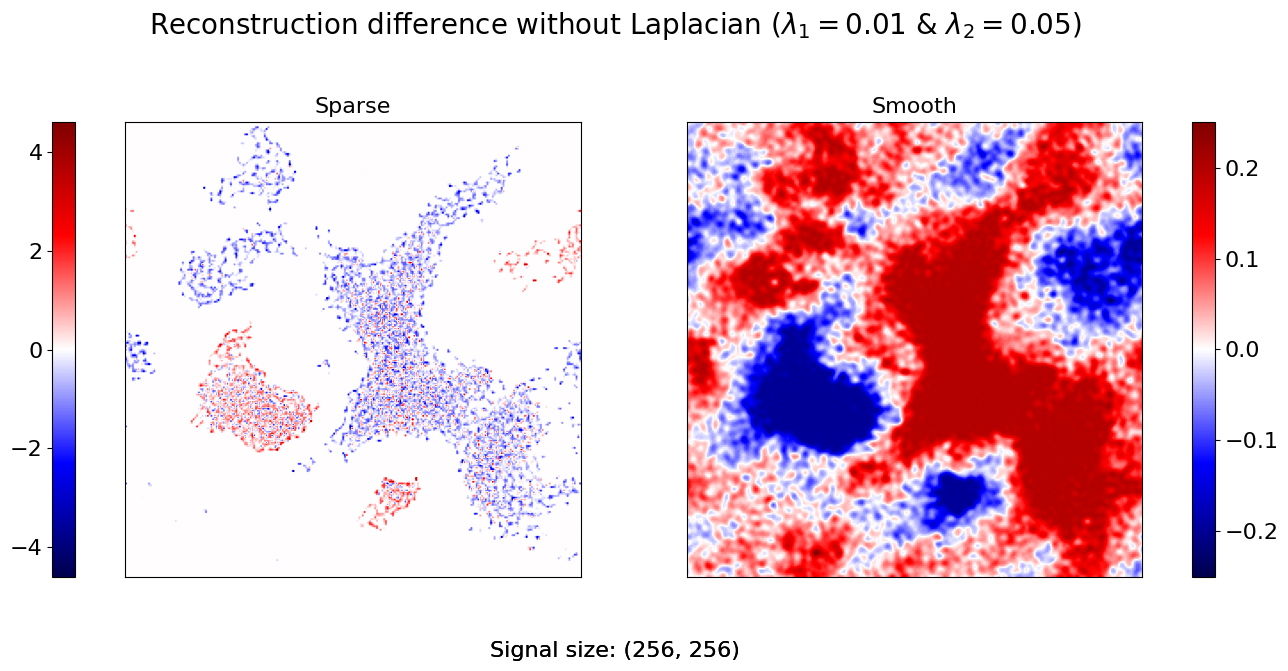 Reconstruction difference without Laplacian (λ₁ = 0.01 & λ₂ = 0.05)
Sparse
Smooth
4
2
0
−2
−4
0.2
0.1
0.0
−0.1
−0.2
Signal size: (256, 256)